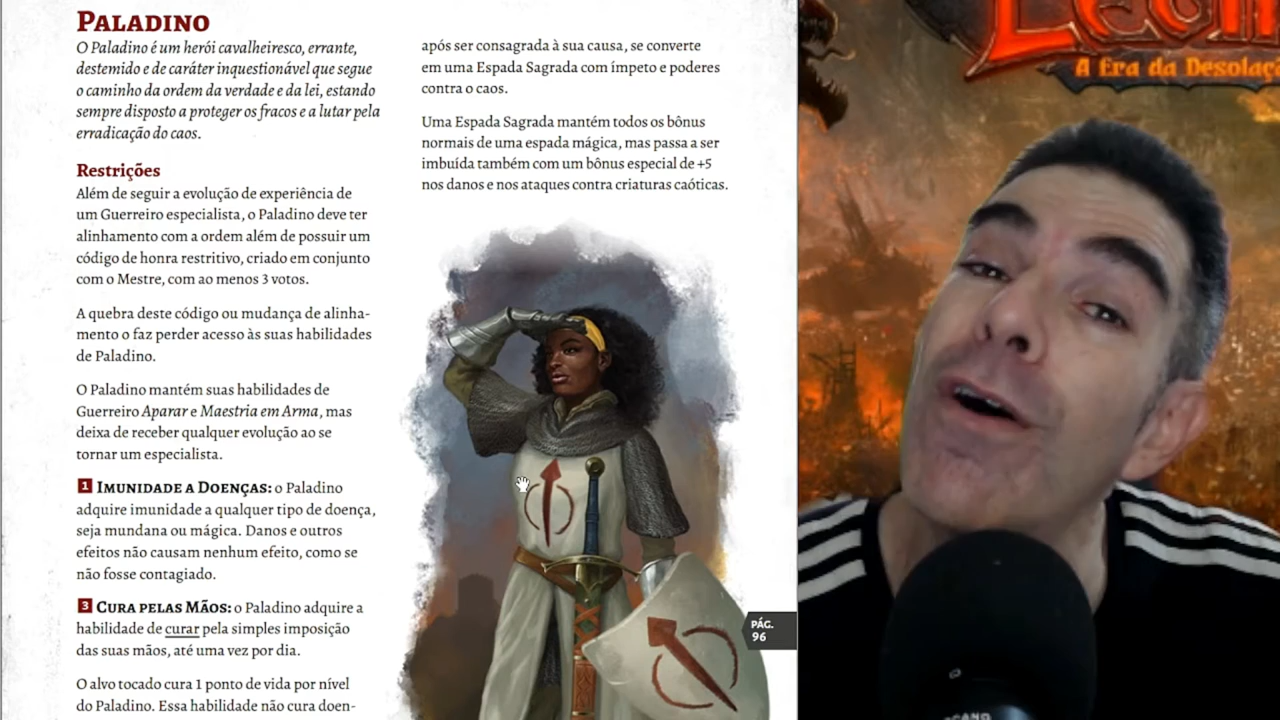 PALADINO
O Paladino é um herói cavalheiresco, errante,
destemido e de caráter inquestionável que segue
o caminho da ordem da verdade e da lei, estando
sempre disposto a proteger os fracos e a lutar pela
erradicação do caos.
Restrições
Além de seguir a evolução de experiência de
um Guerreiro especialista, o Paladino deve ter
alinhamento com a ordem além de possuir um
código de honra restritivo, criado em conjunto
com o Mestre, com ao menos 3 votos.
A quebra deste código ou mudança de alinha-
mento o faz perder acesso às suas habilidades
de Paladino.
O Paladino mantém suas habilidades de
Guerreiro Aparar e Maestria em Arma, mas
deixa de receber qualquer evolução ao se
tornar um especialista.
1 IMUNIDADE A DOENÇAS: o Paladino
adquire imunidade a qualquer tipo de doença,
seja mundana ou mágica. Danos e outros
efeitos não causam nenhum efeito, como se
não fosse contagiado.
3 CURA PELAS MÃOS: o Paladino adquire a
habilidade de curar pela simples imposição
das suas mãos, até uma vez por dia.
O alvo tocado cura 1 ponto de vida por nível
do Paladino. Essa habilidade não cura doen-
após ser consagrada à sua causa, se converte
em uma Espada Sagrada com ímpeto e poderes
contra o caos.
Uma Espada Sagrada mantém todos os bônus
normais de uma espada mágica, mas passa a ser
imbuída também com um bônus especial de +5
nos danos e nos ataques contra criaturas caóticas.
PÁG.
96
A Era da Desolaç